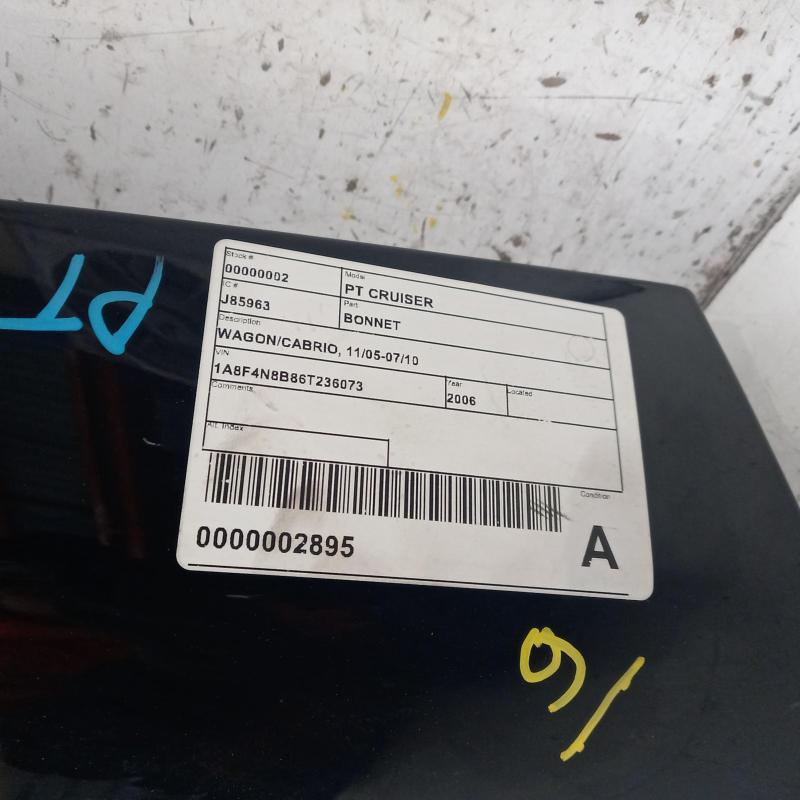 PT
Stock #
00000002
Model
PT CRUISER
IC #
J85963
Part
BONNET
Description
WAGON/CABRIO, 11/05-07/10
VIN
1A8F4N8B86T236073
Year
2006
Located
Comments
Alt. Index
Condition
0000002895
A